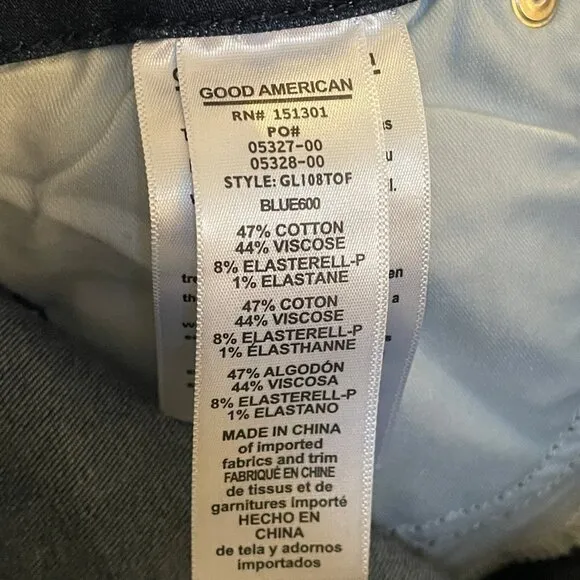 GOOD AMERICAN
RN# 151301
PO#
05327-00
05328-00
STYLE: GL108TOF
BLUE600
47% COTTON
44% VISCOSE
8% ELASTERELL-P
1% ELASTANE
47% COTON
44% VISCOSE
8% ELASTERELL-P
1% ÉLASTHANNE
47% ALGODÓN
44% VISCOSA
8% ELASTERELL-P
1% ELASTANO
MADE IN CHINA
of imported
fabrics and trim
FABRIQUÉ EN CHINE
de tissus et de
garnitures importé
HECHO EN
CHINA
de tela y adornos
importados